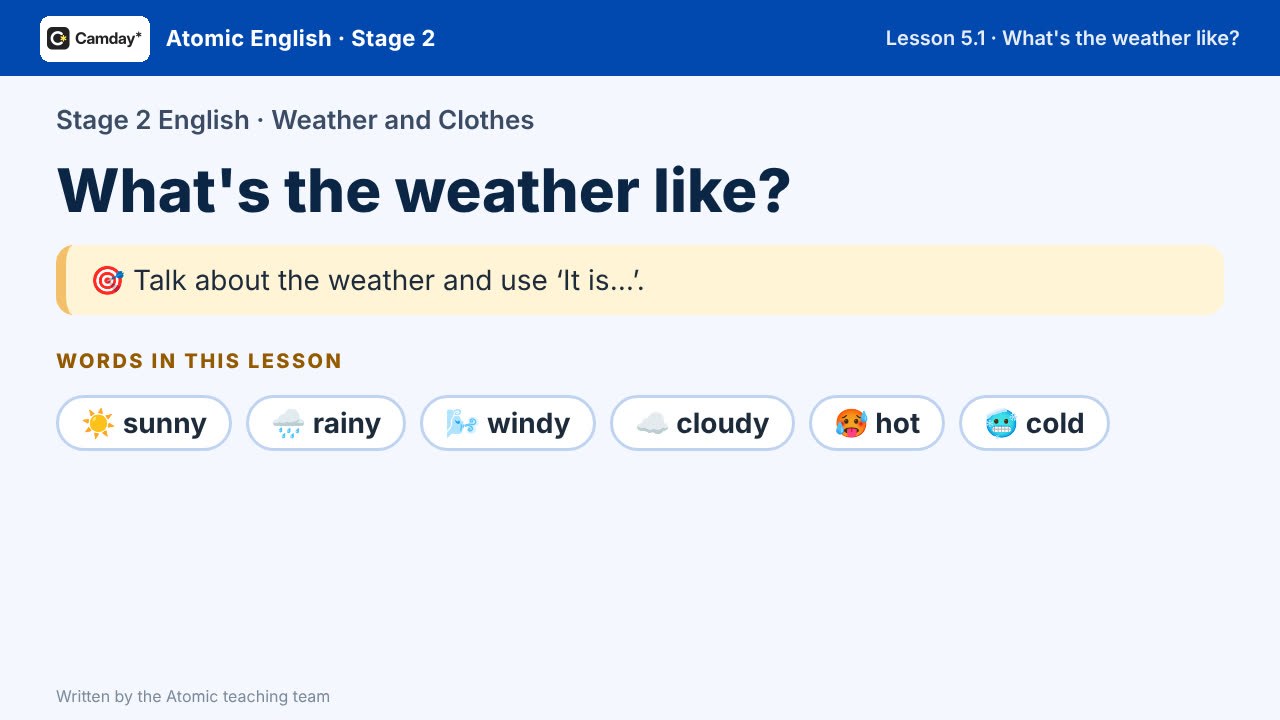 Camday*
Atomic English · Stage 2
Lesson 5.1 · What's the weather like?
Stage 2 English · Weather and Clothes
What's the weather like?
🎯 Talk about the weather and use ‘It is…’.
WORDS IN THIS LESSON
☀️ sunny
🌧️ rainy
🌬️ windy
☁️ cloudy
🥵 hot
🥶 cold
Written by the Atomic teaching team